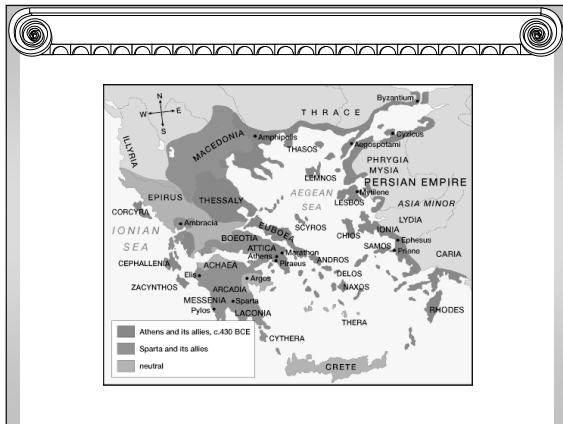 N
W E
S
THRACE
Byzantium
ILLYRIA
MACEDONIA
Amphipolis
THASOS
Cyzicus
Aegospotami
PHRYGIA
MYSIA
LEMNOS
PERSIAN EMPIRE
AEGEAN
SEA
EPIRUS
THESSALY
Mytilene
LESBOS
ASIA MINOR
CORCYRA
Ambracia
SCYROS
LYDIA
IONIAN
SEA
EUBOEA
BOEOTIA
CHIOS
IONIA
Ephesus
CEPHALLENIA
ATTICA
Marathon
Athens
Piraeus
ANDROS
SAMOS
Priene
CARIA
ACHAEA
Elis
Argos
DELOS
ZACYNTHOS
ARCADIA
NAXOS
MESSENIA
Sparta
Pylos
LACONIA
THERA
RHODES
CYTHERA
CRETE
Athens and its allies, c.430 BCE
Sparta and its allies
neutral